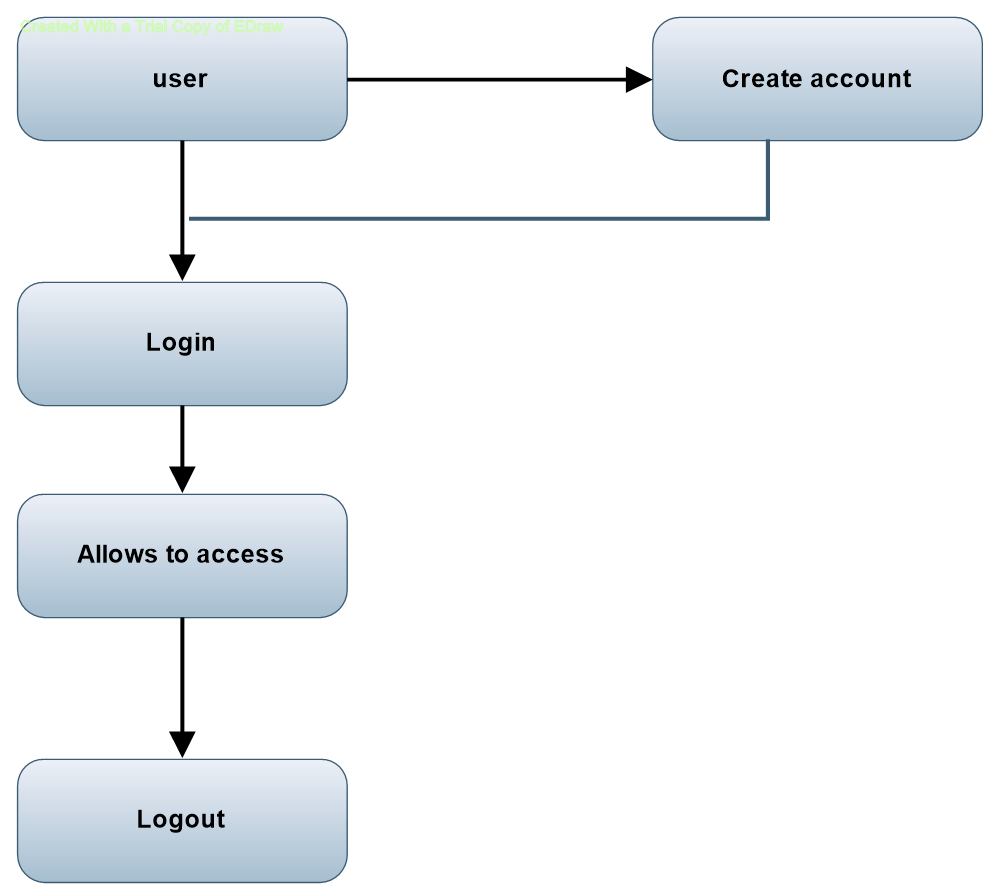 Created With a Trial Copy of EDraw
user
Create account
Login
Allows to access
Logout